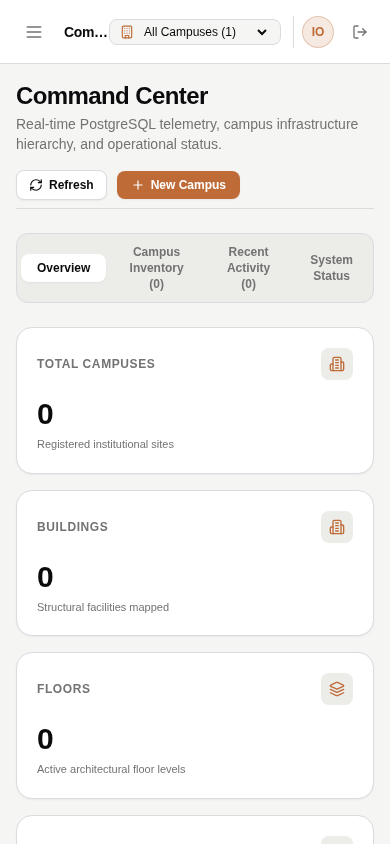 Com...
All Campuses (1)
IO
Command Center
Real-time PostgreSQL telemetry, campus infrastructure
hierarchy, and operational status.
Refresh
New Campus
Overview
Campus
Inventory
(0)
Recent
Activity
(0)
System
Status
TOTAL CAMPUSES
0
Registered institutional sites
BUILDINGS
0
Structural facilities mapped
FLOORS
0
Active architectural floor levels